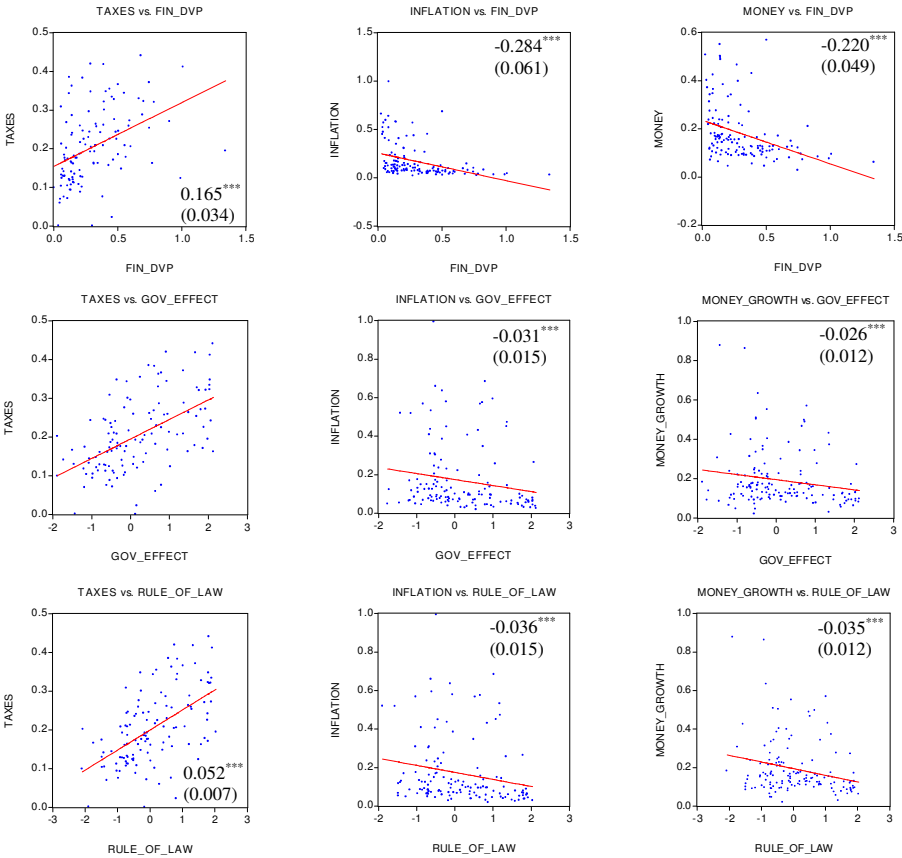 TAXES vs. FIN_DVP
0.5
0.4
0.3
0.2
0.1
0.0
TAXES
0.165***
(0.034)
0.0 0.5 1.0 1.5
FIN_DVP
INFLATION vs. FIN_DVP
1.5
1.0
0.5
0.0
-0.5
INFLATION
-0.284***
(0.061)
0.0 0.5 1.0 1.5
FIN_DVP
MONEY vs. FIN_DVP
0.6
0.4
0.2
0.0
-0.2
MONEY
-0.220***
(0.049)
0.0 0.5 1.0 1.5
FIN_DVP
TAXES vs. GOV_EFFECT
0.5
0.4
0.3
0.2
0.1
0.0
TAXES
-2 -1 0 1 2 3
GOV_EFFECT
INFLATION vs. GOV_EFFECT
1.0
0.8
0.6
0.4
0.2
0.0
INFLATION
-0.031***
(0.015)
-2 -1 0 1 2 3
GOV_EFFECT
MONEY_GROWTH vs. GOV_EFFECT
1.0
0.8
0.6
0.4
0.2
0.0
MONEY_GROWTH
-0.026***
(0.012)
-2 -1 0 1 2 3
GOV_EFFECT
TAXES vs. RULE_OF_LAW
0.5
0.4
0.3
0.2
0.1
0.0
TAXES
0.052***
(0.007)
-3 -2 -1 0 1 2 3
RULE_OF_LAW
INFLATION vs. RULE_OF_LAW
1.0
0.8
0.6
0.4
0.2
0.0
INFLATION
-0.036***
(0.015)
-2 -1 0 1 2 3
RULE_OF_LAW
MONEY_GROWTH vs. RULE_OF_LAW
1.0
0.8
0.6
0.4
0.2
0.0
MONEY_GROWTH
-0.035***
(0.012)
-3 -2 -1 0 1 2 3
RULE_OF_LAW